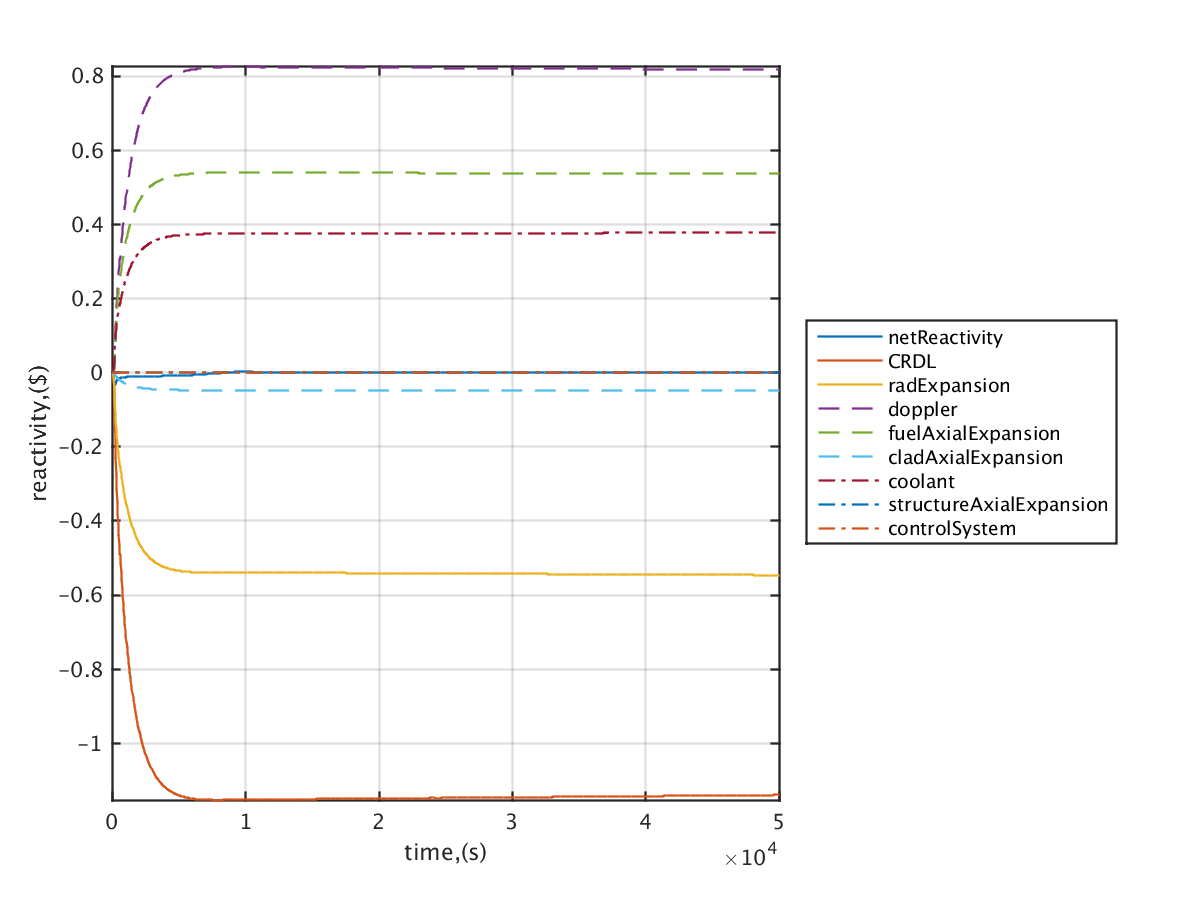 0.8
0.6
0.4
0.2
0
−0.2
−0.4
−0.6
−0.8
−1
reactivity,($)
0 1 2 3 4 5
time,(s)
×10^4
netReactivity
CRDL
radExpansion
doppler
fuelAxialExpansion
cladAxialExpansion
coolant
structureAxialExpansion
controlSystem